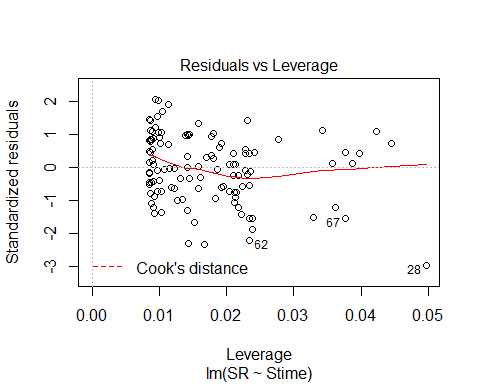 Residuals vs Leverage
Standardized residuals
2
1
0
-1
-2
-3
62
67
28
Cook's distance
0.00 0.01 0.02 0.03 0.04 0.05
Leverage
lm(SR ~ Stime)